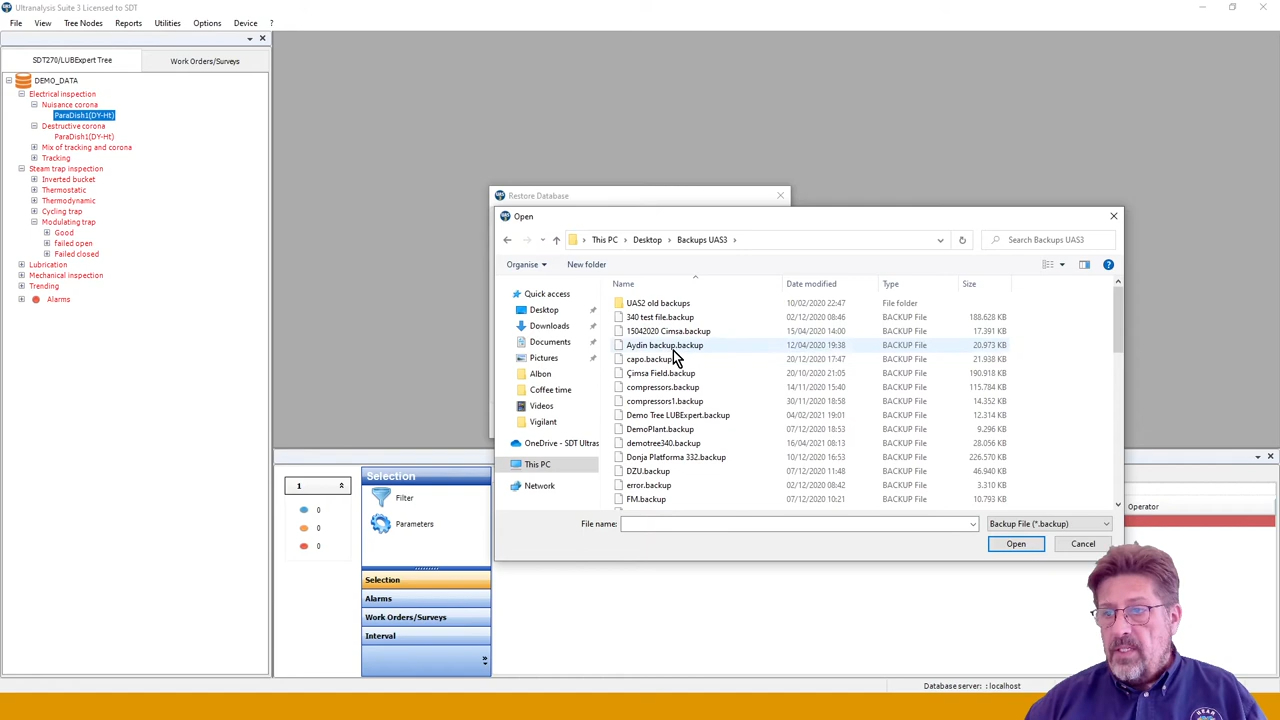 Ultranalysis Suite 3 Licensed to SDT
File View Tree Nodes Reports Utilities Options Device ?
SDT270/LUBExpert Tree Work Orders/Surveys
DEMO_DATA
Electrical inspection
Nuisance corona
ParaDish1(DY-Ht)
Destructive corona
ParaDish1(DY-Ht)
Mix of tracking and corona
Tracking
Steam trap inspection
Inverted bucket
Thermostatic
Thermodynamic
Cycling trap
Modulating trap
Good
failed open
Failed closed
Lubrication
Mechanical inspection
Trending
Alarms
Restore Database
Open
This PC Desktop Backups UAS3
Search Backups UAS3
Organise New folder
Quick access
Desktop
Downloads
Documents
Pictures
Albon
Coffee time
Videos
Vigilant
OneDrive - SDT Ultras
This PC
Network
Name Date modified Type Size
UAS2 old backups 10/02/2020 22:47 File folder
340 test file.backup 02/12/2020 08:46 BACKUP File 188.628 KB
15042020 Cimsa.backup 15/04/2020 14:00 BACKUP File 17.391 KB
Aydin backup.backup 12/04/2020 19:38 BACKUP File 20.973 KB
capo.backup 20/12/2020 17:47 BACKUP File 21.938 KB
Çimsa Field.backup 20/10/2020 21:05 BACKUP File 190.918 KB
compressors.backup 14/11/2020 15:40 BACKUP File 115.784 KB
compressors1.backup 30/11/2020 18:58 BACKUP File 14.352 KB
Demo Tree LUBExpert.backup 04/02/2021 19:01 BACKUP File 12.314 KB
DemoPlant.backup 07/12/2020 18:53 BACKUP File 9.296 KB
demotree340.backup 16/04/2021 08:13 BACKUP File 28.056 KB
Donja Platforma 332.backup 10/12/2020 16:53 BACKUP File 226.570 KB
DZU.backup 07/12/2020 11:48 BACKUP File 46.940 KB
error.backup 02/12/2020 08:42 BACKUP File 3.310 KB
FM.backup 07/12/2020 10:21 BACKUP File 10.793 KB
File name: Backup File (*.backup)
Open Cancel
1
0
0
0
Selection
Filter
Parameters
Selection
Alarms
Work Orders/Surveys
Interval
Operator
Database server: : localhost